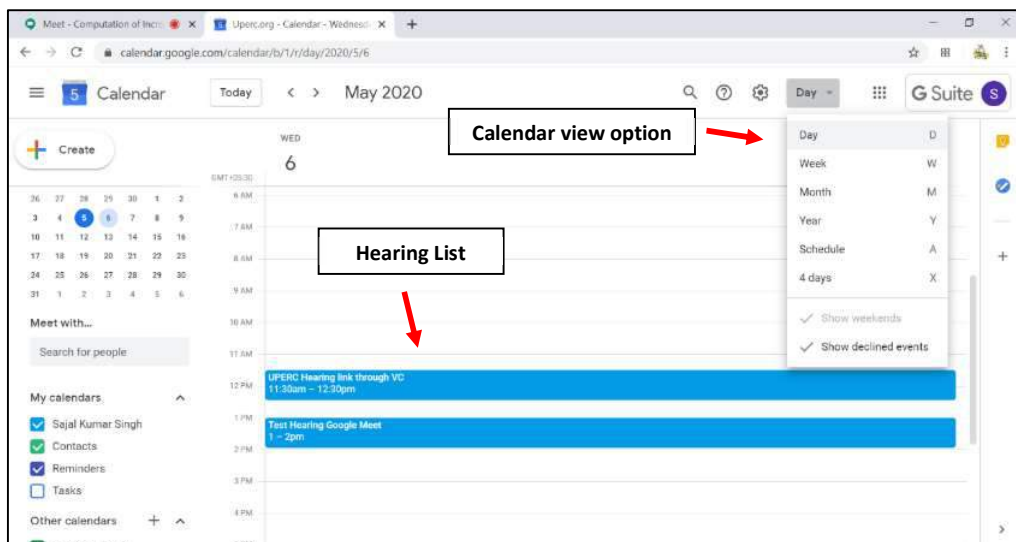 Meet - Computation of Incre
Uperc.org - Calendar - Wednesd
calendar.google.com/calendar/b/1/r/day/2020/5/6
5 Calendar Today May 2020 Day G Suite S
Create
WED
6
GMT+05:30
26 27 28 29 30 1 2
3 4 5 6 7 8 9
10 11 12 13 14 15 16
17 18 19 20 21 22 23
24 25 26 27 28 29 30
31 1 2 3 4 5 6
Meet with...
Search for people
My calendars
Sajal Kumar Singh
Contacts
Reminders
Tasks
Other calendars
6 AM
7 AM
8 AM
9 AM
10 AM
11 AM
12 PM
1 PM
2 PM
3 PM
4 PM
UPERC Hearing link through VC
11:30am – 12:30pm
Test Hearing Google Meet
1 – 2pm
Calendar view option
Hearing List
Day D
Week W
Month M
Year Y
Schedule A
4 days X
Show weekends
Show declined events